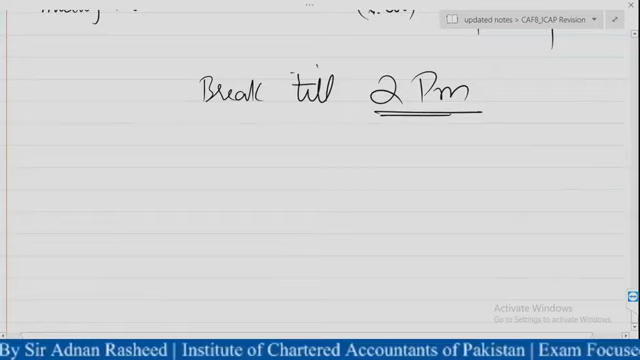 updated notes > CAF8_ICAP Revision
Break till 2 Pm
Activate Windows
Go to Settings to activate Windows.
By Sir Adnan Rasheed | Institute of Chartered Accountants of Pakistan | Exam Focuse